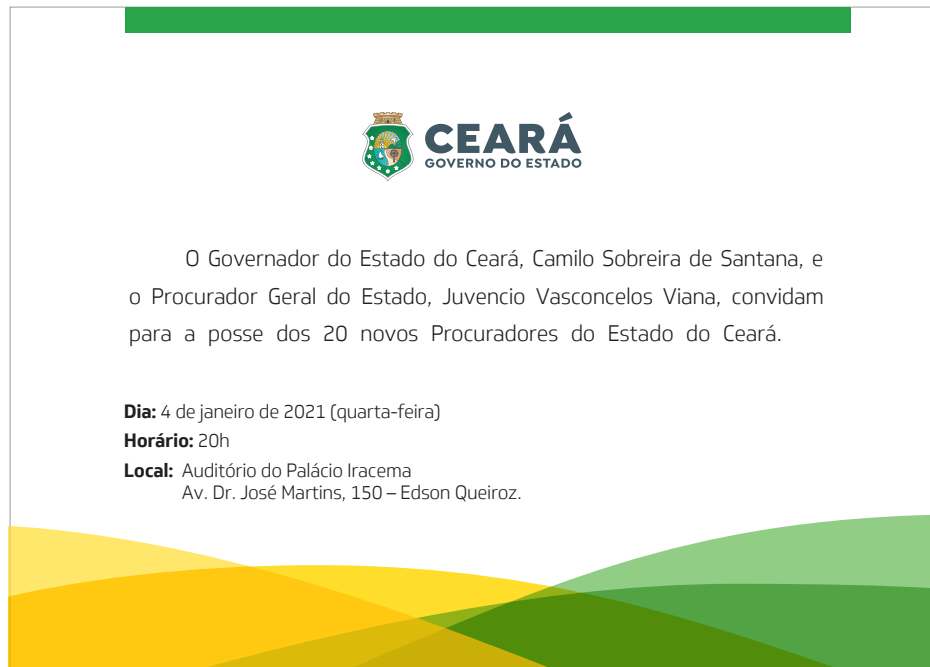 CEARÁ
GOVERNO DO ESTADO
O Governador do Estado do Ceará, Camilo Sobreira de Santana, e
o Procurador Geral do Estado, Juvencio Vasconcelos Viana, convidam
para a posse dos 20 novos Procuradores do Estado do Ceará.
Dia: 4 de janeiro de 2021 (quarta-feira)
Horário: 20h
Local: Auditório do Palácio Iracema
Av. Dr. José Martins, 150 – Edson Queiroz.